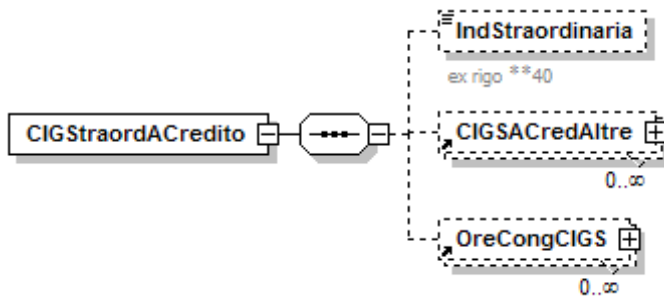 IndStraordinaria
ex rigo **40
CIGStraordACredito
CIGSACredAltre
0..∞
OreCongCIGS
0..∞